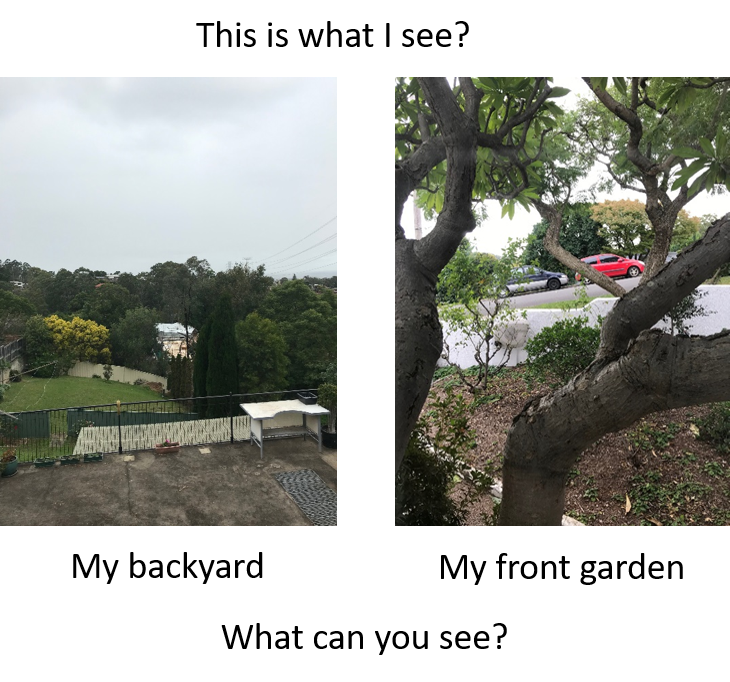 This is what I see?
My backyard
My front garden
What can you see?